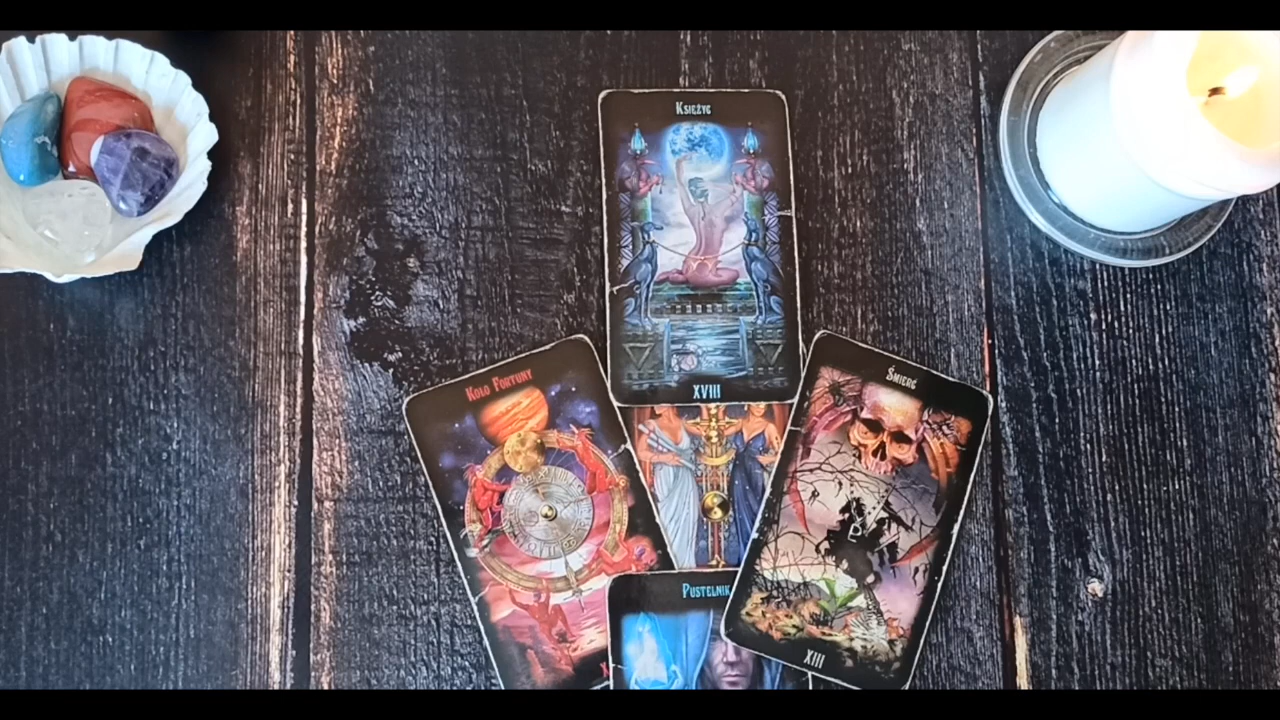 Księżyc
XVIII
Koło Fortuny
X
Śmierć
XIII
Pustelnik